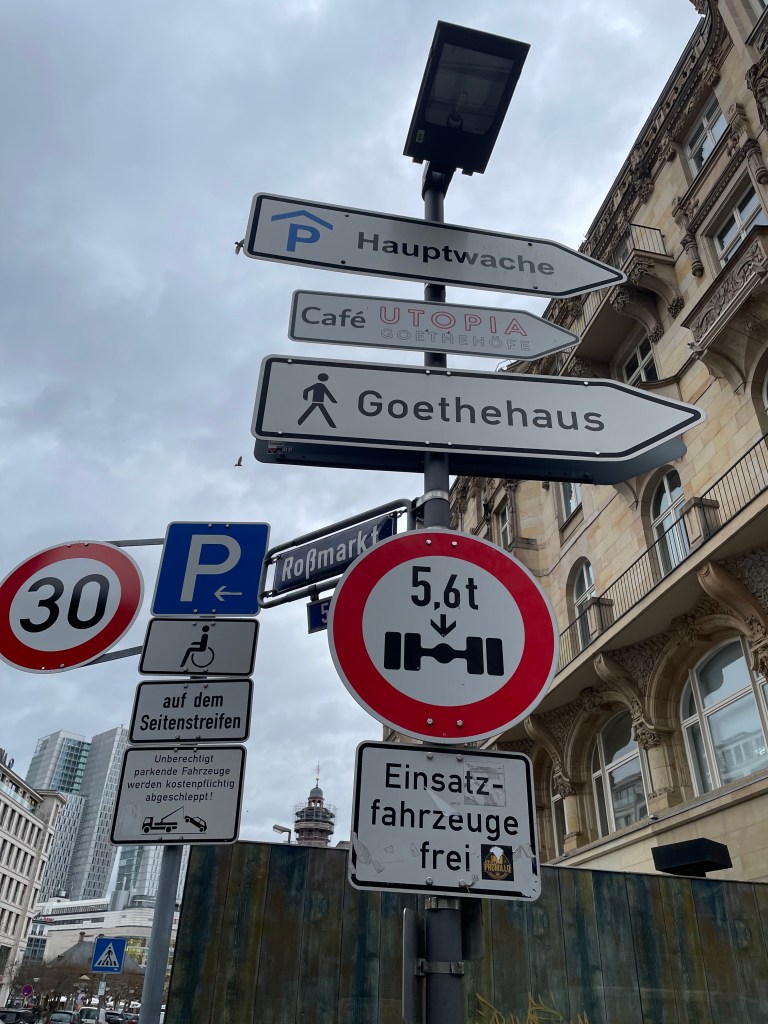 P Hauptwache
Café UTOPIA
GOETHEHÖFE
Goethehaus
Roßmarkt
5
30
P
auf dem
Seitenstreifen
Unberechtigt
parkende Fahrzeuge
werden kostenpflichtig
abgeschleppt!
5,6t
Einsatz-
fahrzeuge
frei